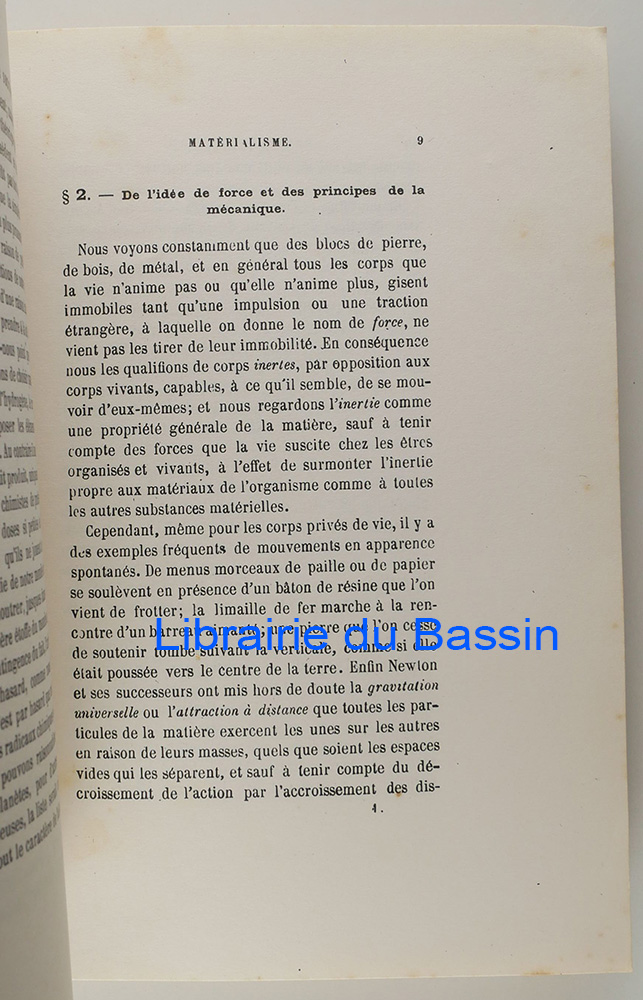 MATÉRIALISME. 9
§ 2. — De l'idée de force et des principes de la
mécanique.
Nous voyons constamment que des blocs de pierre,
de bois, de métal, et en général tous les corps que
la vie n'anime pas ou qu'elle n'anime plus, gisent
immobiles tant qu'une impulsion ou une traction
étrangère, à laquelle on donne le nom de force, ne
vient pas les tirer de leur immobilité. En conséquence
nous les qualifions de corps inertes, par opposition aux
corps vivants, capables, à ce qu'il semble, de se mou-
voir d'eux-mêmes; et nous regardons l'inertie comme
une propriété générale de la matière, sauf à tenir
compte des forces que la vie suscite chez les êtres
organisés et vivants, à l'effet de surmonter l'inertie
propre aux matériaux de l'organisme comme à toutes
les autres substances matérielles.
Cependant, même pour les corps privés de vie, il y a
des exemples fréquents de mouvements en apparence
spontanés. De menus morceaux de paille ou de papier
se soulèvent en présence d'un bâton de résine que l'on
vient de frotter; la limaille de fer marche à la ren-
contre d'un barreau aimanté; une pierre que l'on cesse
Librairie du Bassin
de soutenir tombe suivant la verticale, comme si elle
était poussée vers le centre de la terre. Enfin Newton
et ses successeurs ont mis hors de doute la gravitation
universelle ou l'attraction à distance que toutes les par-
ticules de la matière exercent les unes sur les autres
en raison de leurs masses, quels que soient les espaces
vides qui les séparent, et sauf à tenir compte du dé-
croissement de l'action par l'accroissement des dis-
1.